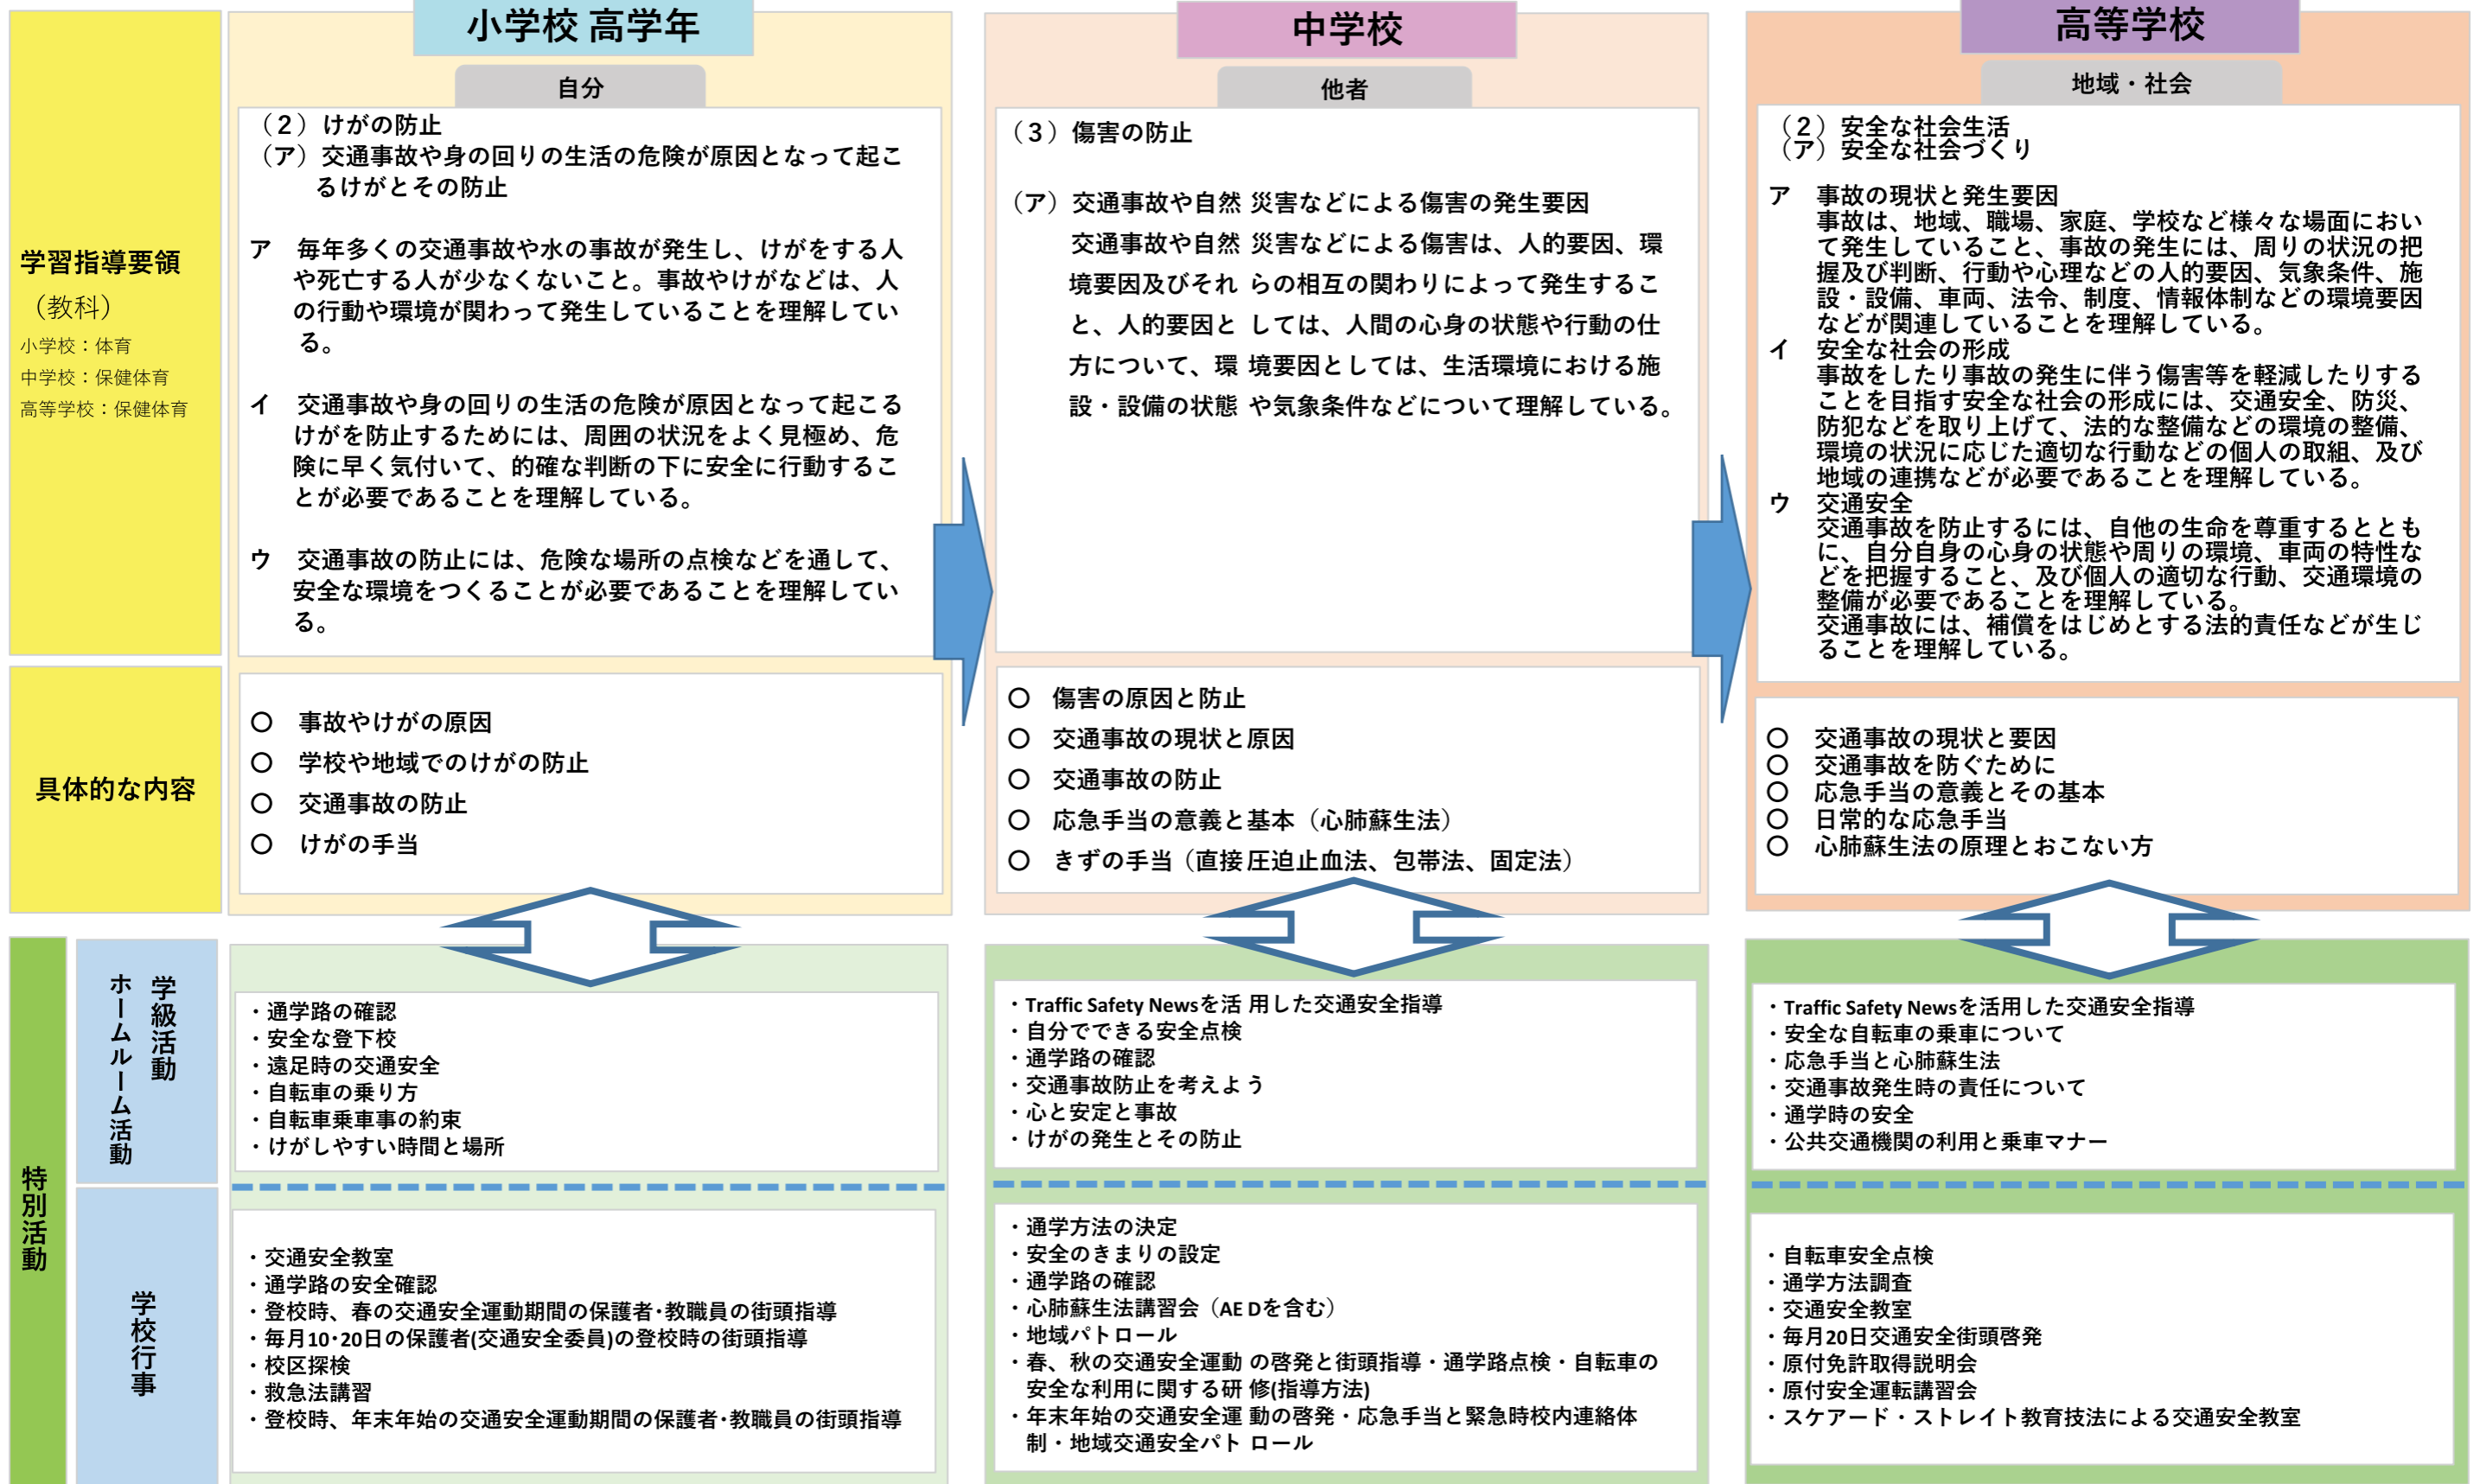 小学校 高学年
自分
中学校
他者
高等学校
地域・社会
学習指導要領
（教科）
小学校：体育
中学校：保健体育
高等学校：保健体育
（２）けがの防止
（ア）交通事故や身の回りの生活の危険が原因となって起こ
るけがとその防止
ア　毎年多くの交通事故や水の事故が発生し、けがをする人
や死亡する人が少なくないこと。事故やけがなどは、人
の行動や環境が関わって発生していることを理解してい
る。
イ　交通事故や身の回りの生活の危険が原因となって起こる
けがを防止するためには、周囲の状況をよく見極め、危
険に早く気付いて、的確な判断の下に安全に行動するこ
とが必要であることを理解している。
ウ　交通事故の防止には、危険な場所の点検などを通して、
安全な環境をつくることが必要であることを理解してい
る。
（３）傷害の防止
（ア）交通事故や自然 災害などによる傷害の発生要因
交通事故や自然 災害などによる傷害は、人的要因、環
境要因及びそれ らの相互の関わりによって発生するこ
と、人的要因と しては、人間の心身の状態や行動の仕
方について、環 境要因としては、生活環境における施
設・設備の状態 や気象条件などについて理解している。
（２）安全な社会生活
（ア）安全な社会づくり
ア　事故の現状と発生要因
事故は、地域、職場、家庭、学校など様々な場面におい
て発生していること、事故の発生には、周りの状況の把
握及び判断、行動や心理などの人的要因、気象条件、施
設・設備、車両、法令、制度、情報体制などの環境要因
などが関連していることを理解している。
イ　安全な社会の形成
事故をしたり事故の発生に伴う傷害等を軽減したりする
ことを目指す安全な社会の形成には、交通安全、防災、
防犯などを取り上げて、法的な整備などの環境の整備、
環境の状況に応じた適切な行動などの個人の取組、及び
地域の連携などが必要であることを理解している。
ウ　交通安全
交通事故を防止するには、自他の生命を尊重するととも
に、自分自身の心身の状態や周りの環境、車両の特性な
どを把握すること、及び個人の適切な行動、交通環境の
整備が必要であることを理解している。
交通事故には、補償をはじめとする法的責任などが生じ
ることを理解している。
具体的な内容
○　事故やけがの原因
○　学校や地域でのけがの防止
○　交通事故の防止
○　けがの手当
○　傷害の原因と防止
○　交通事故の現状と原因
○　交通事故の防止
○　応急手当の意義と基本（心肺蘇生法）
○　きずの手当（直接圧迫止血法、包帯法、固定法）
○　交通事故の現状と要因
○　交通事故を防ぐために
○　応急手当の意義とその基本
○　日常的な応急手当
○　心肺蘇生法の原理とおこない方
特別活動
学級活動
ホームルーム活動
・通学路の確認
・安全な登下校
・遠足時の交通安全
・自転車の乗り方
・自転車乗車事の約束
・けがしやすい時間と場所
・Traffic Safety Newsを活 用した交通安全指導
・自分でできる安全点検
・通学路の確認
・交通事故防止を考えよう
・心と安定と事故
・けがの発生とその防止
・Traffic Safety Newsを活用した交通安全指導
・安全な自転車の乗車について
・応急手当と心肺蘇生法
・交通事故発生時の責任について
・通学時の安全
・公共交通機関の利用と乗車マナー
学校行事
・交通安全教室
・通学路の安全確認
・登校時、春の交通安全運動期間の保護者･教職員の街頭指導
・毎月10･20日の保護者(交通安全委員)の登校時の街頭指導
・校区探検
・救急法講習
・登校時、年末年始の交通安全運動期間の保護者･教職員の街頭指導
・通学方法の決定
・安全のきまりの設定
・通学路の確認
・心肺蘇生法講習会（AE Dを含む）
・地域パトロール
・春、秋の交通安全運動 の啓発と街頭指導・通学路点検・自転車の
安全な利用に関する研 修(指導方法)
・年末年始の交通安全運 動の啓発・応急手当と緊急時校内連絡体
制・地域交通安全パト ロール
・自転車安全点検
・通学方法調査
・交通安全教室
・毎月20日交通安全街頭啓発
・原付免許取得説明会
・原付安全運転講習会
・スケアード・ストレイト教育技法による交通安全教室